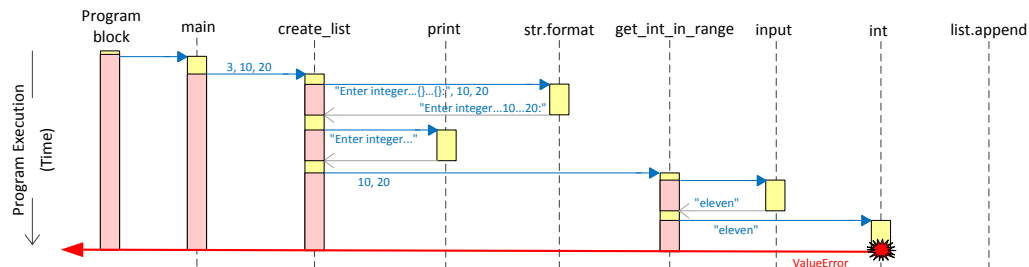 Program
block
main
create_list
print
str.format
get_int_in_range
input
int
list.append
3, 10, 20
"Enter integer...{}...{}:", 10, 20
"Enter integer...10...20:"
"Enter integer..."
10, 20
"eleven"
"eleven"
ValueError
Program Execution
(Time)